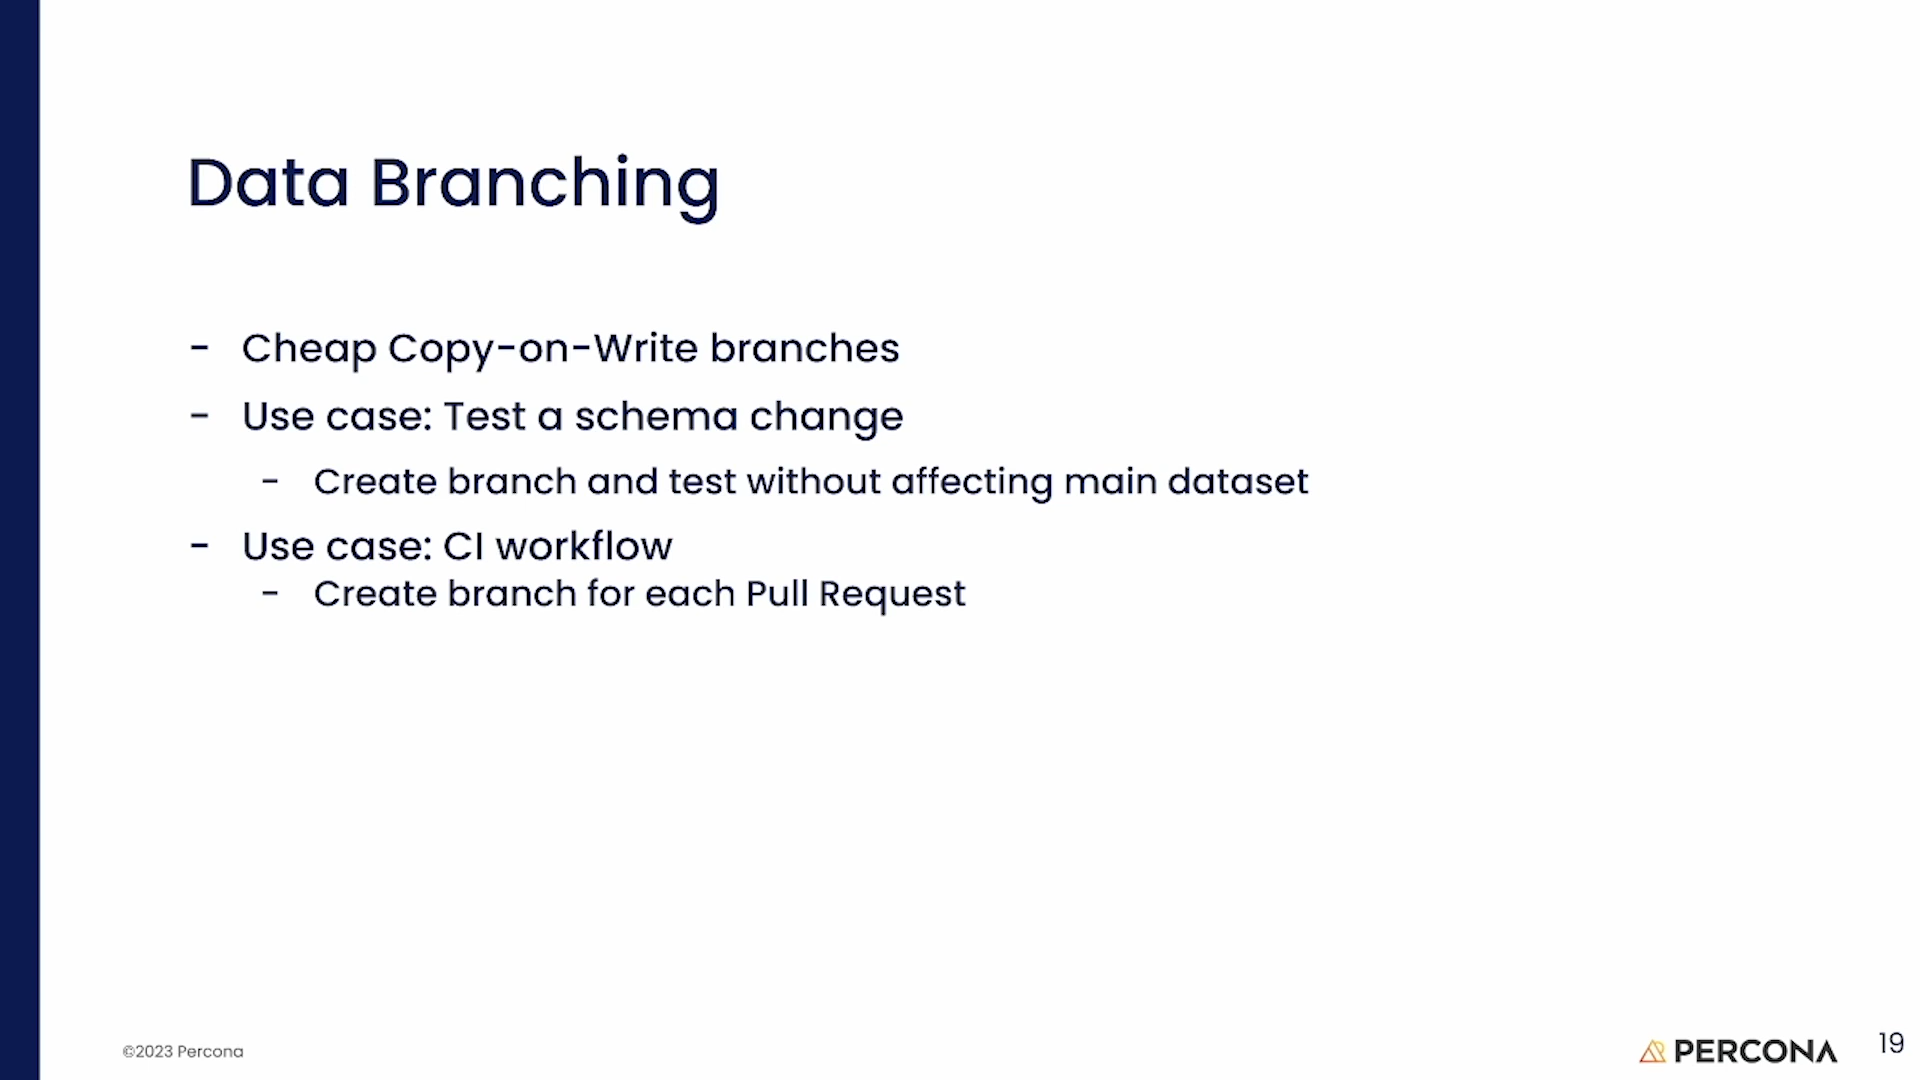 Data Branching
- Cheap Copy-on-Write branches
- Use case: Test a schema change
- Create branch and test without affecting main dataset
- Use case: CI workflow
- Create branch for each Pull Request
©2023 Percona
PERCONA
19